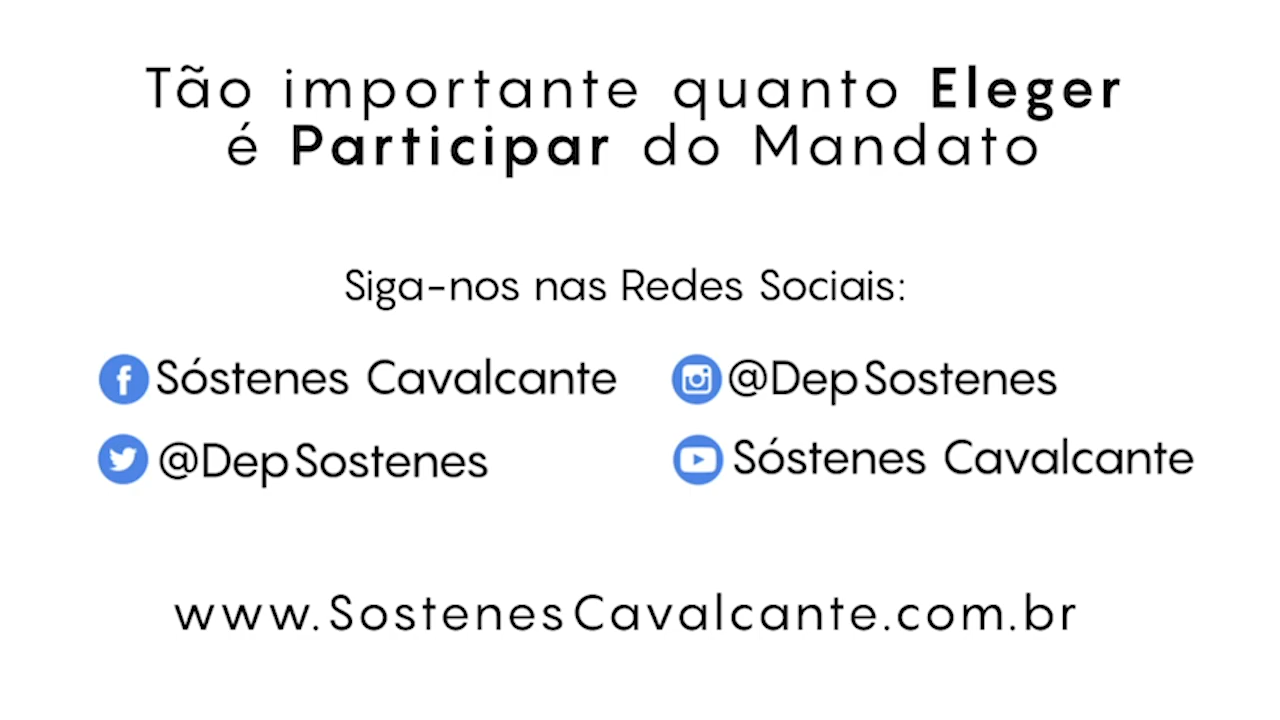 Tão importante quanto Eleger
é Participar do Mandato
Siga-nos nas Redes Sociais:
Sóstenes Cavalcante
@DepSostenes
@DepSostenes
Sóstenes Cavalcante
www.SostenesCavalcante.com.br